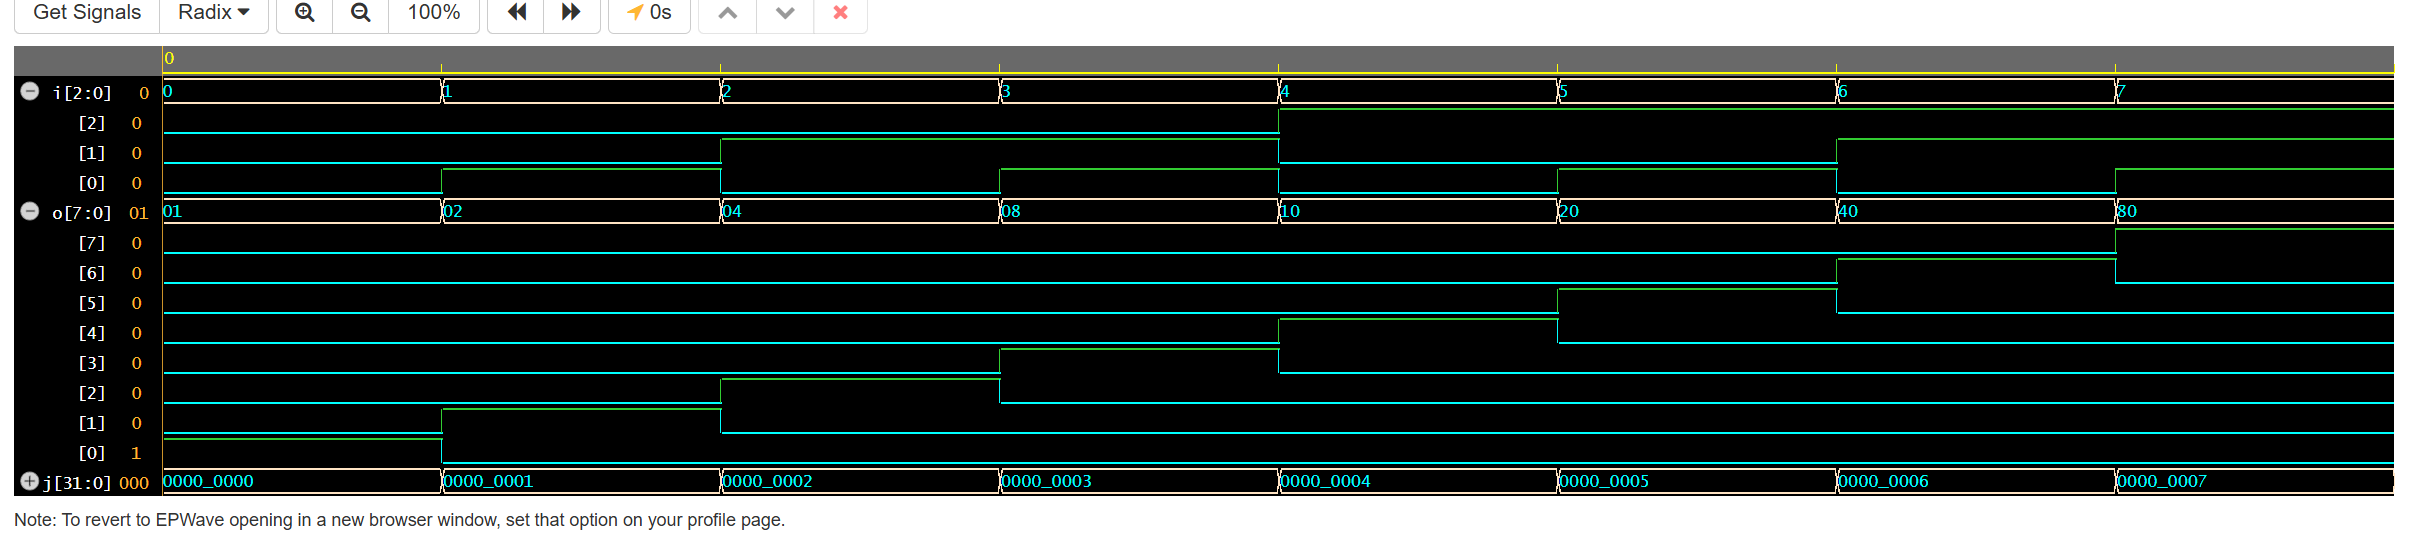 Get Signals Radix 100% 0s
0
i[2:0] 0 0 1 2 3 4 5 6 7
[2] 0
[1] 0
[0] 0
o[7:0] 01 01 02 04 08 10 20 40 80
[7] 0
[6] 0
[5] 0
[4] 0
[3] 0
[2] 0
[1] 0
[0] 1
j[31:0] 000 0000_0000 0000_0001 0000_0002 0000_0003 0000_0004 0000_0005 0000_0006 0000_0007
Note: To revert to EPWave opening in a new browser window, set that option on your profile page.